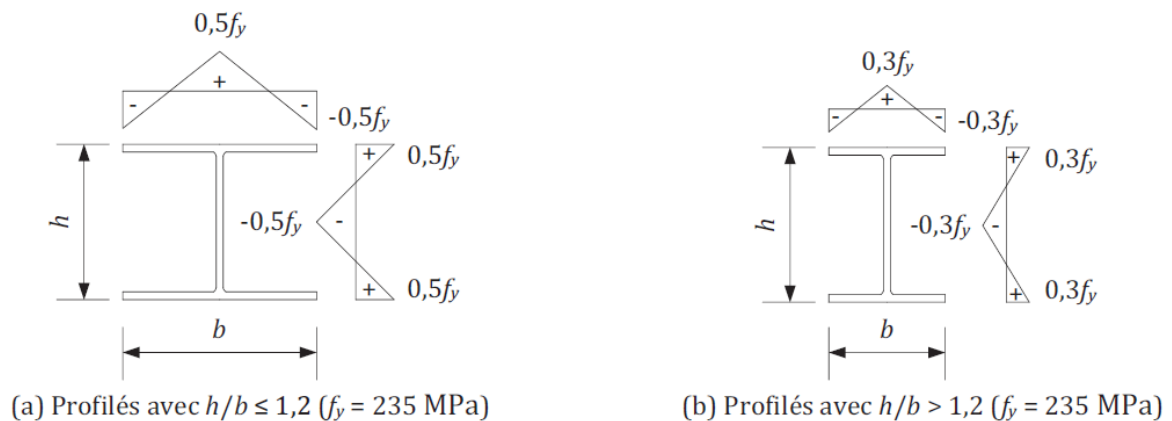 0,5fy
+
- -
-0,5fy
+ 0,5fy
h
-0,5fy -
+ 0,5fy
b
(a) Profilés avec h/b ≤ 1,2 (fy = 235 MPa)
0,3fy
+
- -
-0,3fy
+ 0,3fy
h
-0,3fy -
+ 0,3fy
b
(b) Profilés avec h/b > 1,2 (fy = 235 MPa)